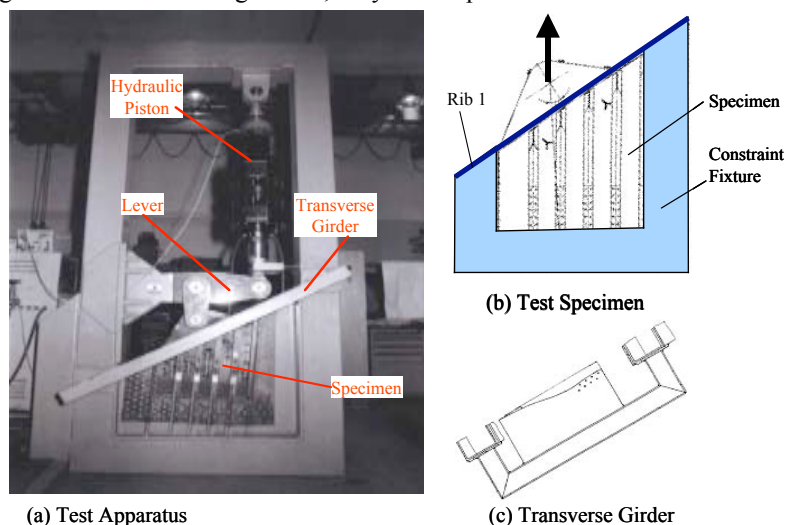 Hydraulic
Piston
Lever
Transverse
Girder
Specimen
(a) Test Apparatus
Rib 1
Specimen
Constraint
Fixture
(b) Test Specimen
(c) Transverse Girder